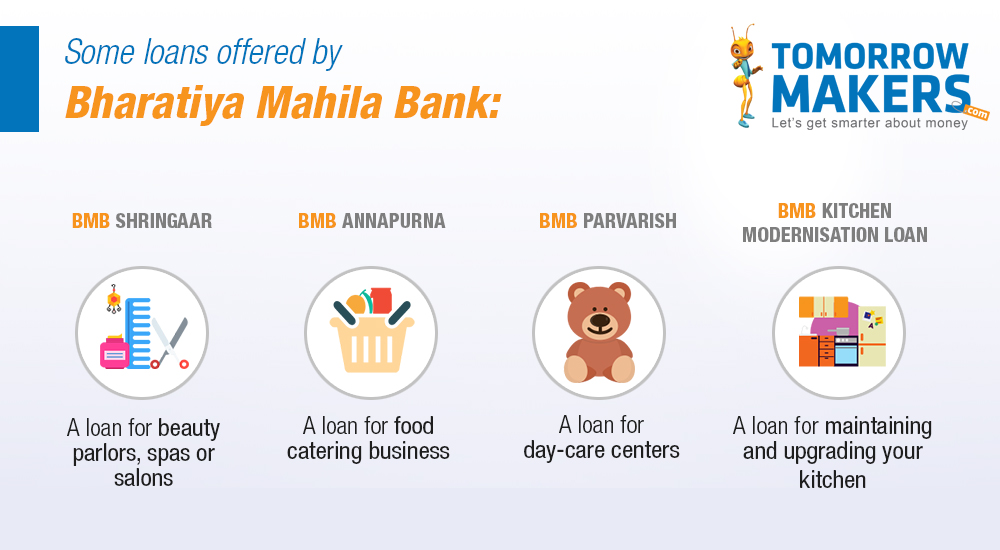 Some loans offered by
Bharatiya Mahila Bank:
TOMORROW
MAKERS
.com
Let's get smarter about money
BMB SHRINGAAR
BMB ANNAPURNA
BMB PARVARISH
BMB KITCHEN
MODERNISATION LOAN
A
A loan for beauty
parlors, spas or
salons
A loan for food
catering business
A loan for
day-care centers
A loan for maintaining
and upgrading your
kitchen